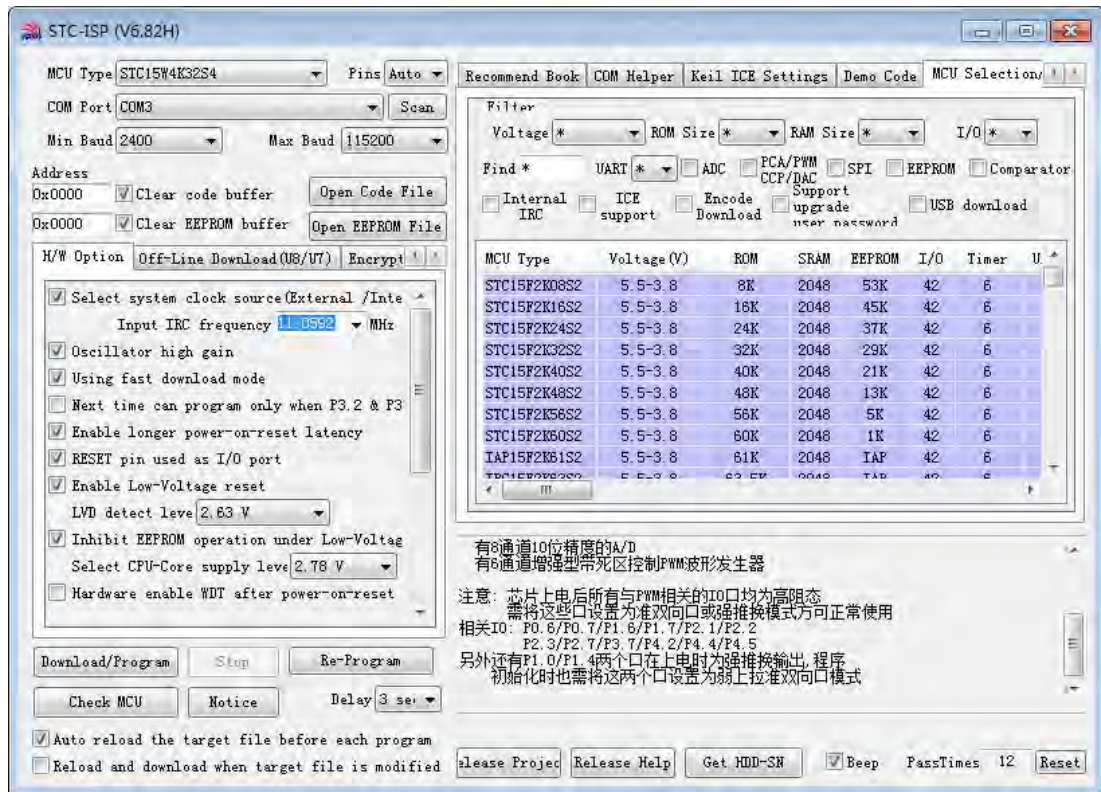 STC-ISP (V6.82H)
MCU Type STC15W4K32S4 Pins Auto
COM Port COM3 Scan
Min Baud 2400 Max Baud 115200
Address
0x0000 Clear code buffer Open Code File
0x0000 Clear EEPROM buffer Open EEPROM File
H/W Option Off-Line Download(U8/U7) Encrypt
Select system clock source(External /Inte
Input IRC frequency 11.0592 MHz
Oscillator high gain
Using fast download mode
Next time can program only when P3.2 & P3
Enable longer power-on-reset latency
RESET pin used as I/O port
Enable Low-Voltage reset
LVD detect leve 2.63 V
Inhibit EEPROM operation under Low-Voltag
Select CPU-Core supply leve 2.78 V
Hardware enable WDT after power-on-reset
Download/Program Stop Re-Program
Check MCU Notice Delay 3 se
Auto reload the target file before each program
Reload and download when target file is modified
Recommend Book COM Helper Keil ICE Settings Demo Code MCU Selection/
Filter
Voltage * ROM Size * RAM Size * I/O *
Find * UART * ADC PCA/PWM CCP/DAC SPI EEPROM Comparator
Internal IRC ICE support Encode Download Support upgrade user password USB download
MCU Type Voltage(V) ROM SRAM EEPROM I/O Timer U
STC15F2K08S2 5.5-3.8 8K 2048 53K 42 6
STC15F2K16S2 5.5-3.8 16K 2048 45K 42 6
STC15F2K24S2 5.5-3.8 24K 2048 37K 42 6
STC15F2K32S2 5.5-3.8 32K 2048 29K 42 6
STC15F2K40S2 5.5-3.8 40K 2048 21K 42 6
STC15F2K48S2 5.5-3.8 48K 2048 13K 42 6
STC15F2K56S2 5.5-3.8 56K 2048 5K 42 6
STC15F2K60S2 5.5-3.8 60K 2048 1K 42 6
IAP15F2K61S2 5.5-3.8 61K 2048 IAP 42 6
有8通道10位精度的A/D
有6通道增强型带死区控制PWM波形发生器
注意: 芯片上电后所有与PWM相关的IO口均为高阻态
需将这些口设置为准双向口或强推挽模式方可正常使用
相关IO: P0.6/P0.7/P1.6/P1.7/P2.1/P2.2
P2.3/P2.7/P3.7/P4.2/P4.4/P4.5
另外还有P1.0/P1.4两个口在上电时为强推挽输出,程序
初始化时也需将这两个口设置为弱上拉准双向口模式
elease Projec Release Help Get HDD-SN Beep PassTimes 12 Reset